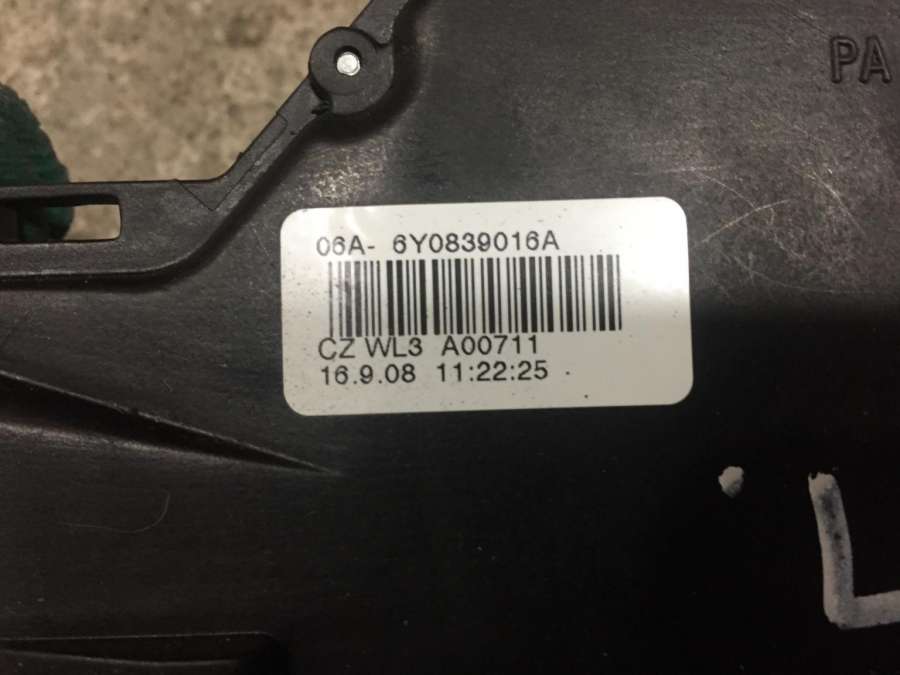 PA
06A- 6Y0839016A
CZ WL3 A00711
16.9.08 11:22:25
L